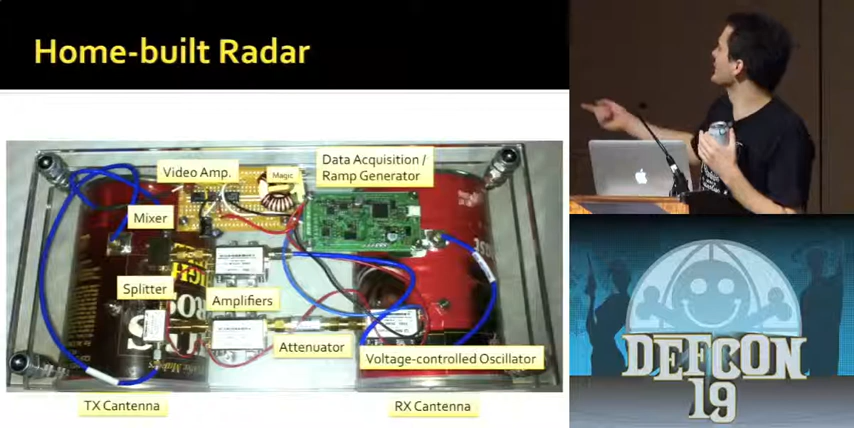 Home-built Radar
Video Amp.
Magic
Data Acquisition /
Ramp Generator
Mixer
Splitter
Amplifiers
Attenuator
Voltage-controlled Oscillator
TX Cantenna
RX Cantenna
DEFCON
19